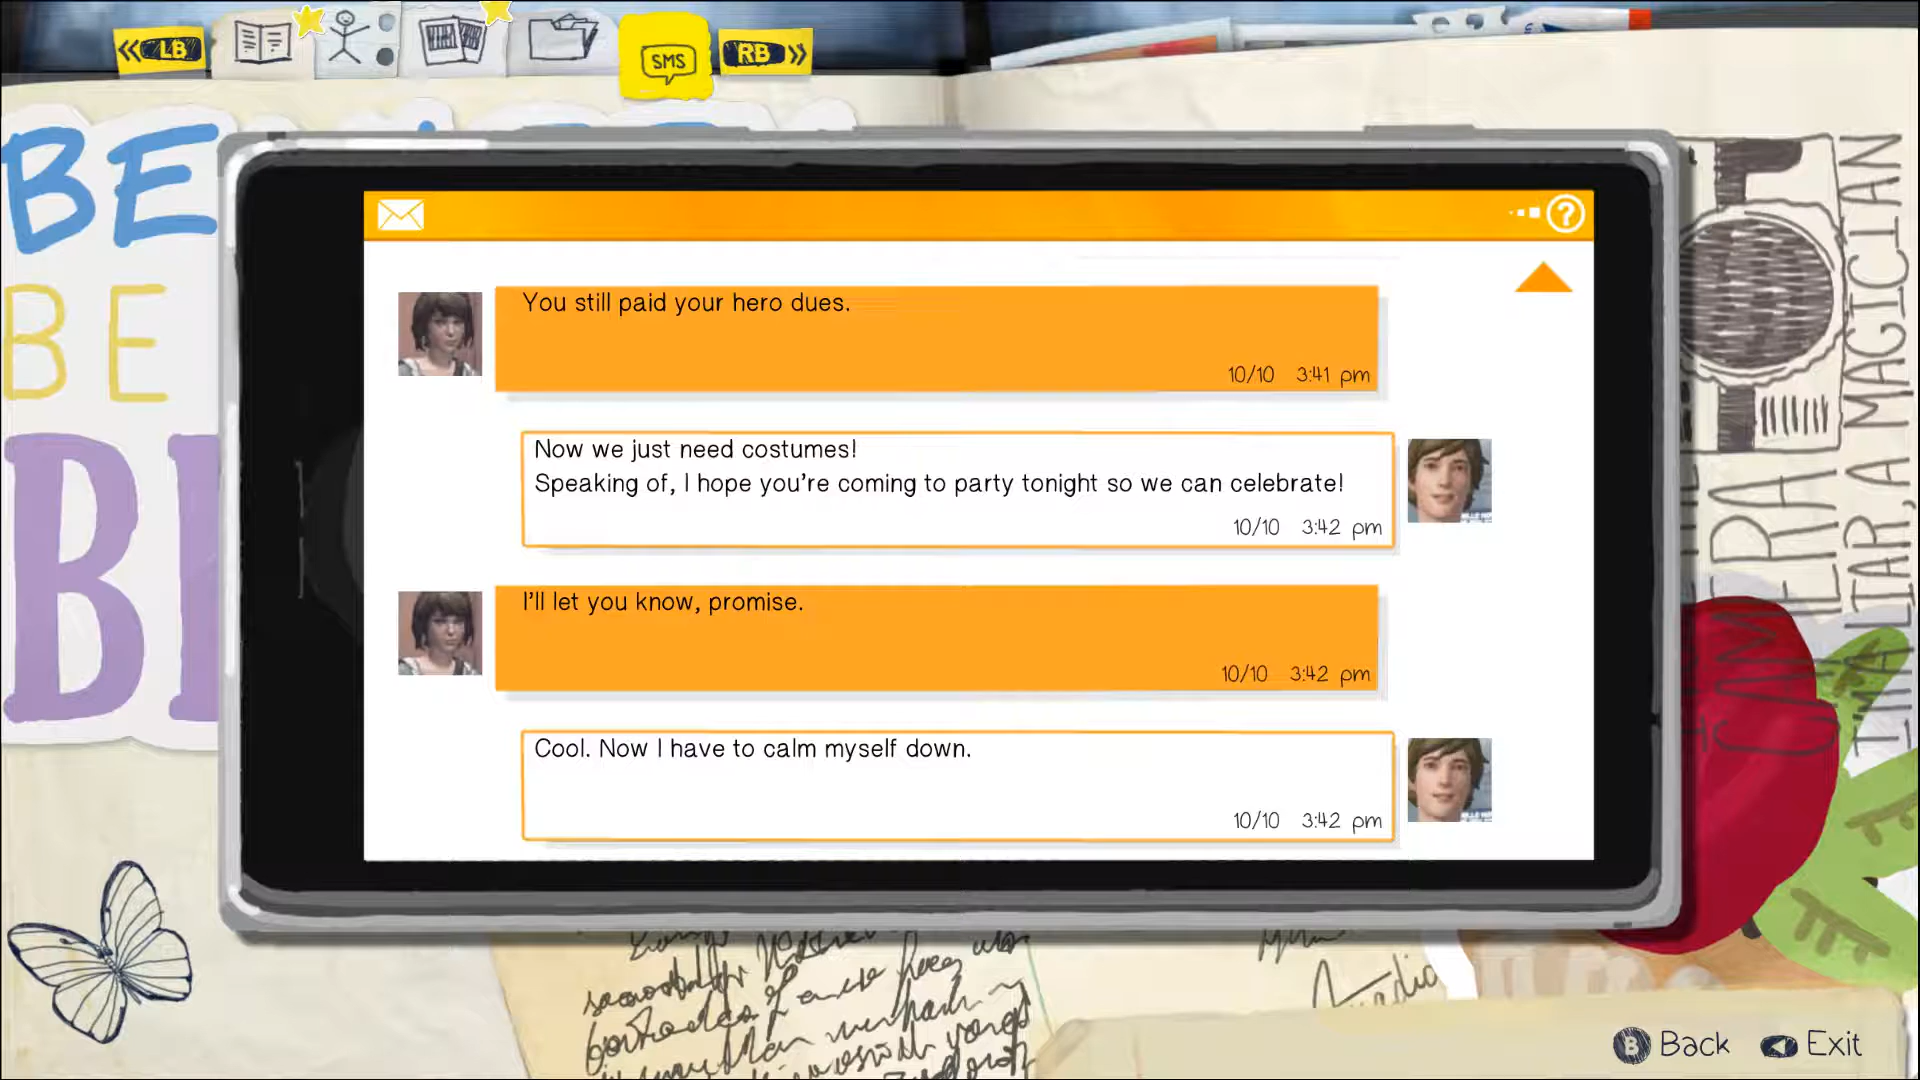 LB
SMS
RB
BE
BE
You still paid your hero dues.
10/10 3:41 pm
Now we just need costumes!
Speaking of, I hope you're coming to party tonight so we can celebrate!
10/10 3:42 pm
I'll let you know, promise.
10/10 3:42 pm
Cool. Now I have to calm myself down.
10/10 3:42 pm
CAMERA
LIAR, A MAGICIAN
B Back
Exit